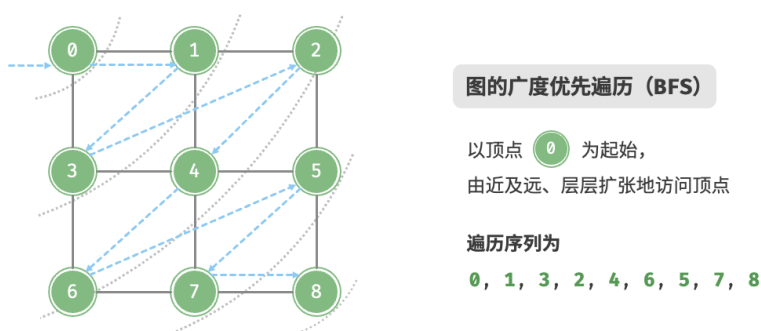 0 1 2
3 4 5
6 7 8
图的广度优先遍历（BFS）
以顶点 0 为起始，
由近及远、层层扩张地访问顶点
遍历序列为
0, 1, 3, 2, 4, 6, 5, 7, 8